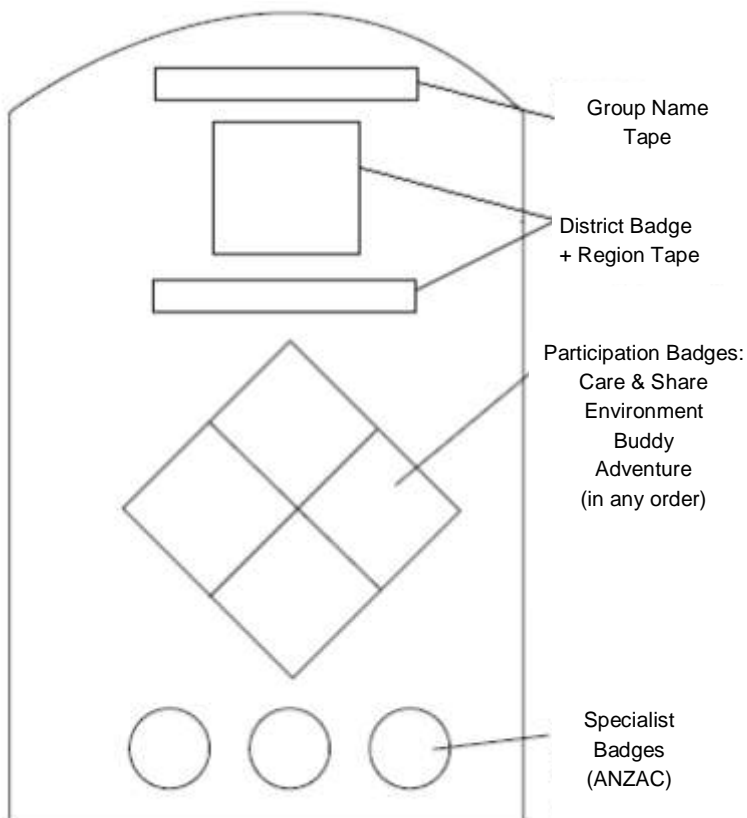 Group Name
Tape
District Badge
+ Region Tape
Participation Badges:
Care & Share
Environment
Buddy
Adventure
(in any order)
Specialist
Badges
(ANZAC)